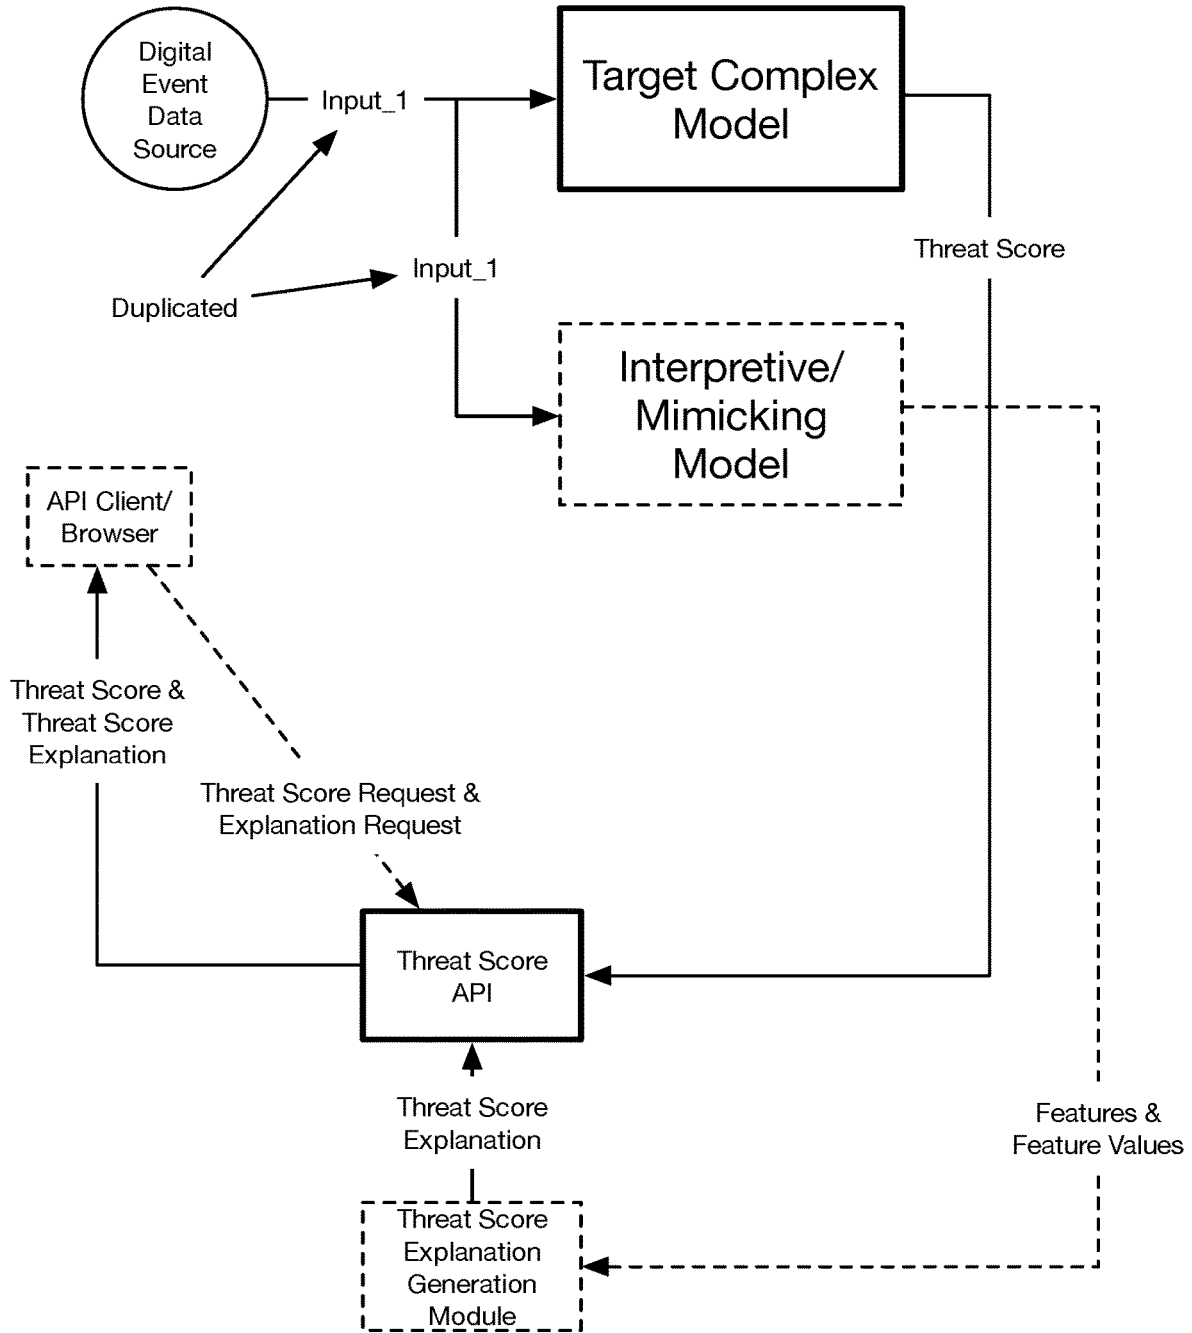 Digital
Event
Data
Source
Input_1
Target Complex
Model
Threat Score
Input_1
Duplicated
Interpretive/
Mimicking
Model
API Client/
Browser
Threat Score &
Threat Score
Explanation
Threat Score Request &
Explanation Request
Threat Score
API
Threat Score
Explanation
Features &
Feature Values
Threat Score
Explanation
Generation
Module